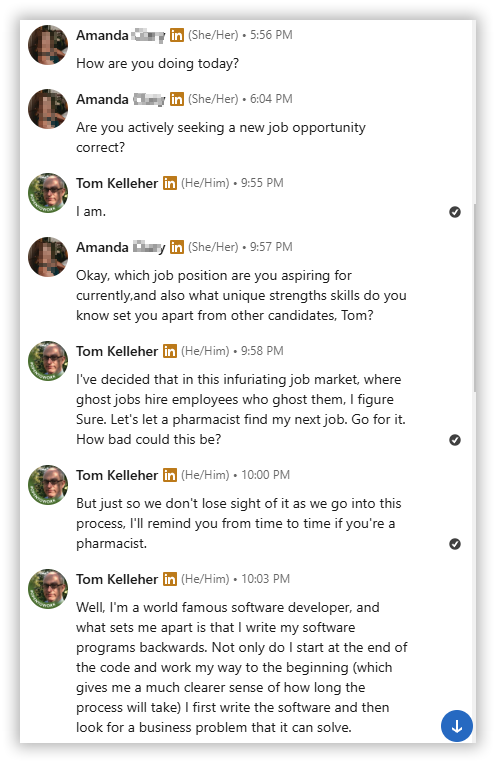 Amanda in (She/Her) • 5:56 PM
How are you doing today?
Amanda in (She/Her) • 6:04 PM
Are you actively seeking a new job opportunity
correct?
Tom Kelleher in (He/Him) • 9:55 PM
I am.
Amanda in (She/Her) • 9:57 PM
Okay, which job position are you aspiring for
currently,and also what unique strengths skills do you
know set you apart from other candidates, Tom?
Tom Kelleher in (He/Him) • 9:58 PM
I've decided that in this infuriating job market, where
ghost jobs hire employees who ghost them, I figure
Sure. Let's let a pharmacist find my next job. Go for it.
How bad could this be?
Tom Kelleher in (He/Him) • 10:00 PM
But just so we don't lose sight of it as we go into this
process, I'll remind you from time to time if you're a
pharmacist.
Tom Kelleher in (He/Him) • 10:03 PM
Well, I'm a world famous software developer, and
what sets me apart is that I write my software
programs backwards. Not only do I start at the end of
the code and work my way to the beginning (which
gives me a much clearer sense of how long the
process will take) I first write the software and then
look for a business problem that it can solve.